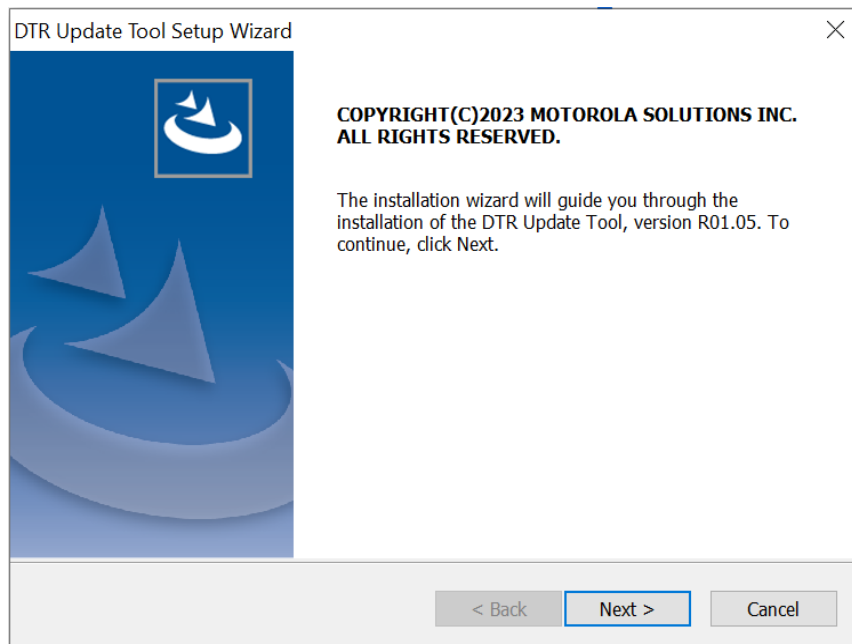 DTR Update Tool Setup Wizard
COPYRIGHT(C)2023 MOTOROLA SOLUTIONS INC.
ALL RIGHTS RESERVED.
The installation wizard will guide you through the
installation of the DTR Update Tool, version R01.05. To
continue, click Next.
< Back
Next >
Cancel